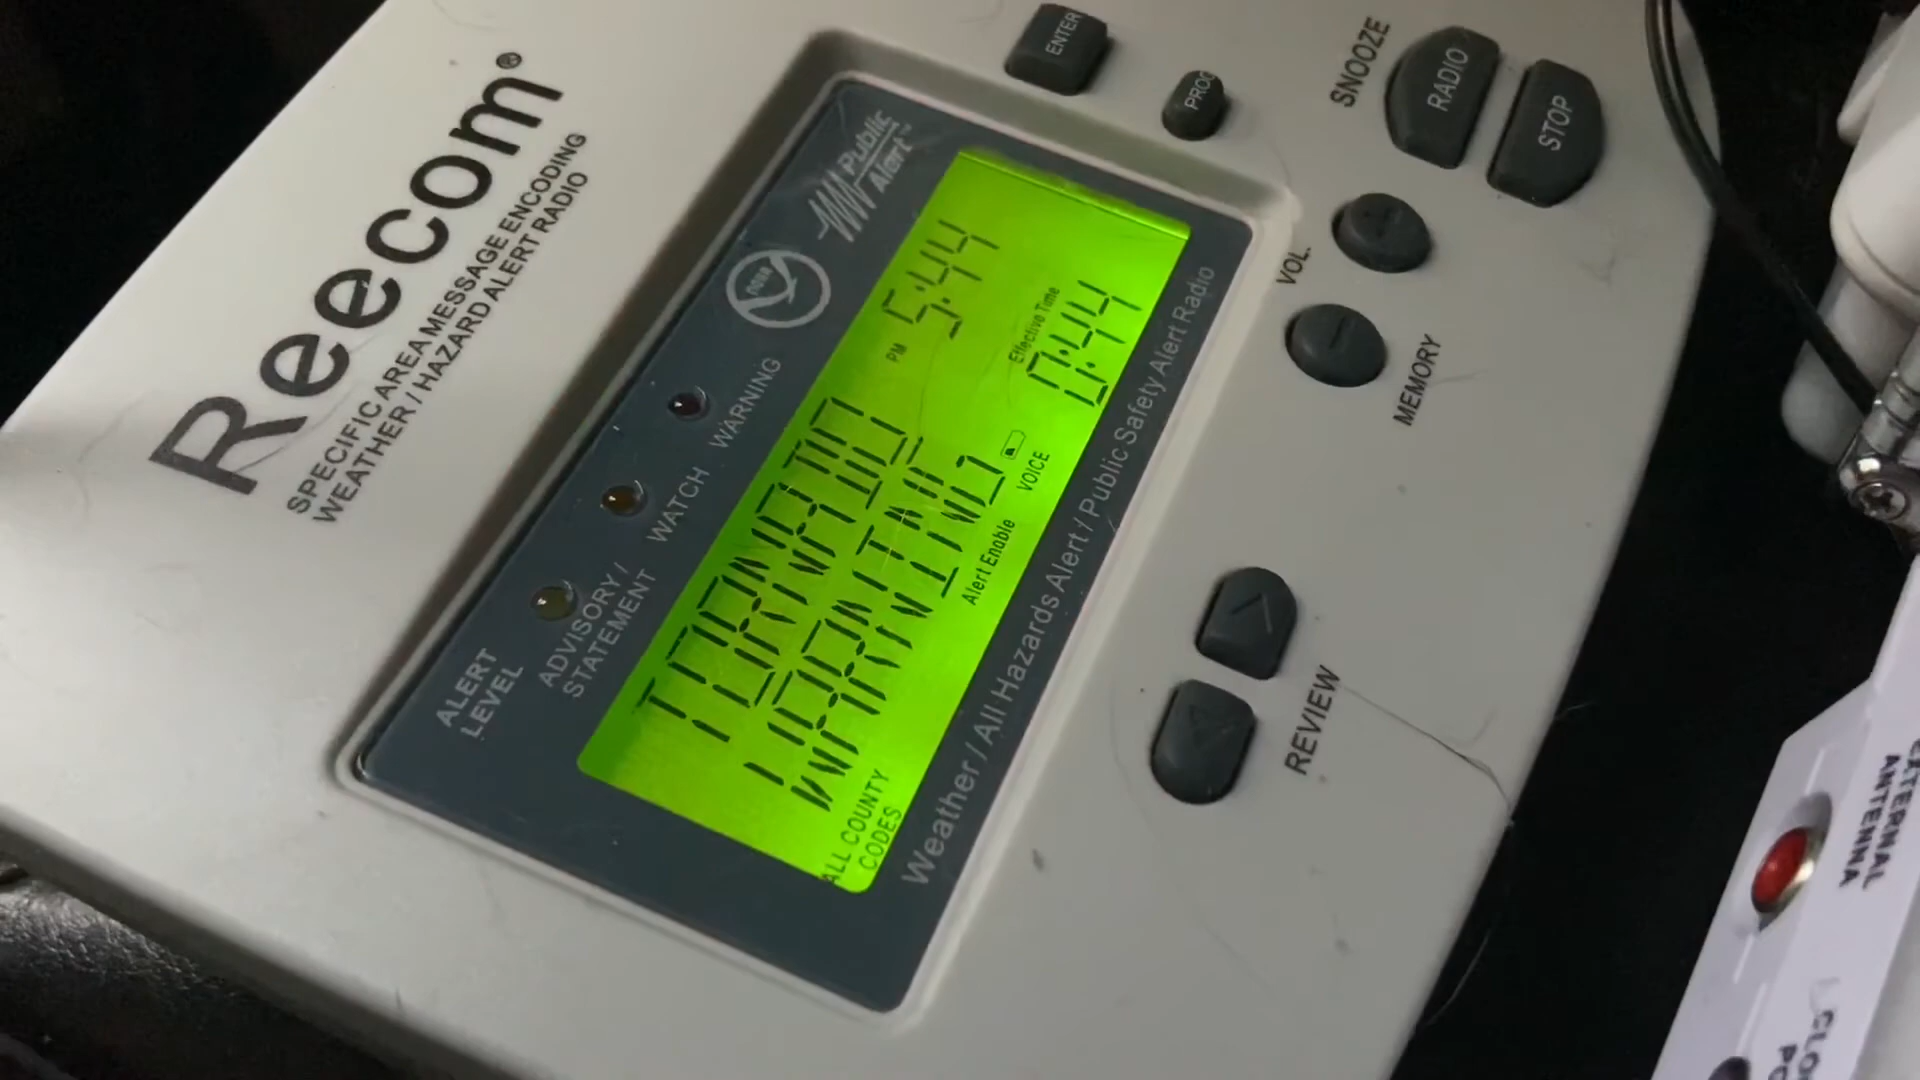 Reecom®
SPECIFIC AREA MESSAGE ENCODING
WEATHER / HAZARD ALERT RADIO
ALERT
LEVEL
ADVISORY /
STATEMENT
WATCH
WARNING
noaa
Public
Alert™
TORNADO
WARNING
PM 5:44
Effective Time
0:44
ALL COUNTY
CODES
Alert Enable
VOICE
Weather / All Hazards Alert / Public Safety Alert Radio
ENTER
PROG
SNOOZE
RADIO
STOP
VOL.
+
-
MEMORY
<
>
REVIEW
EXTERNAL
ANTENNA